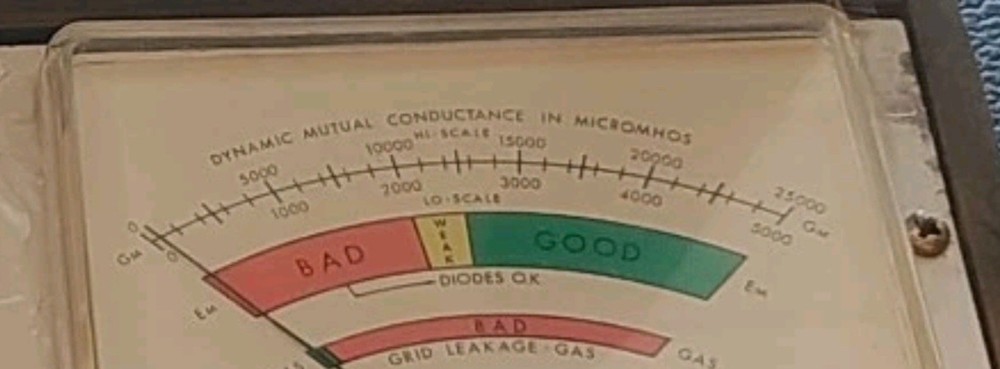 DYNAMIC MUTUAL CONDUCTANCE IN MICROMHOS
HI-SCALE
0 5000 10000 15000 20000 25000
GM 0 1000 2000 3000 4000 5000 GM
LO-SCALE
BAD WEAK GOOD
EM DIODES O.K EM
BAD
GRID LEAKAGE - GAS GAS